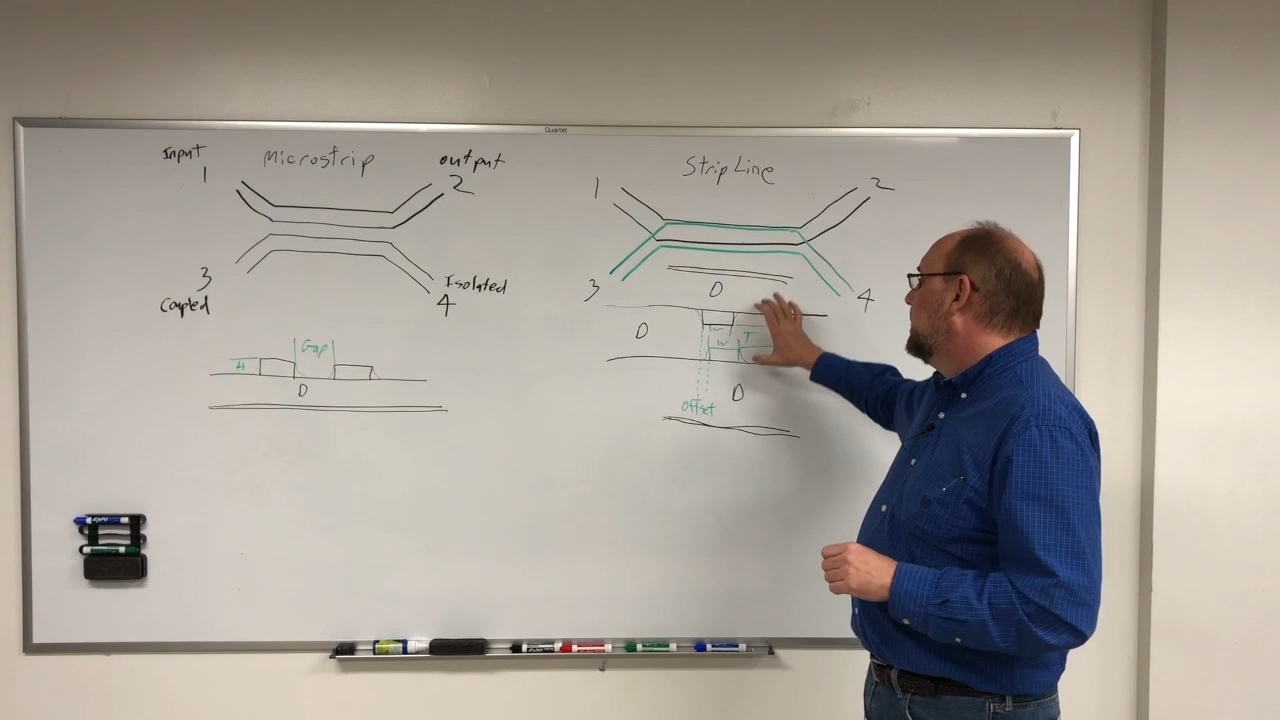 Quartet
Input
Microstrip
output
1
2
3
Coupled
Isolated
4
Gap
H
D
Strip Line
1
2
3
4
D
D
W
W
T
D
Offset
EXPO